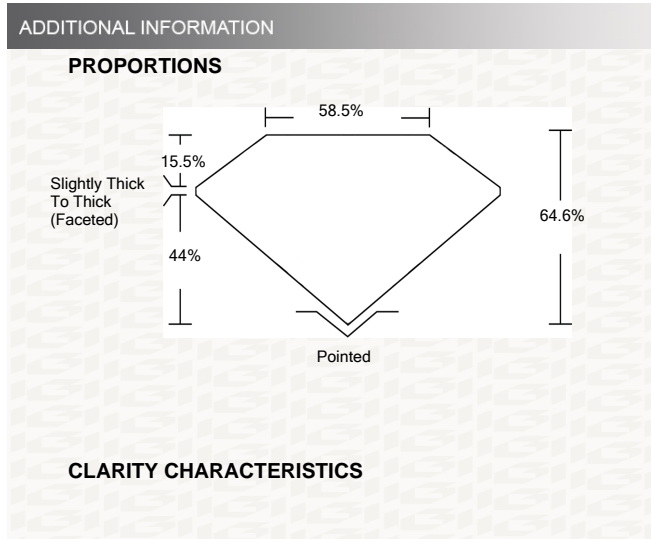 ADDITIONAL INFORMATION
PROPORTIONS
58.5%
15.5%
Slightly Thick
To Thick
(Faceted)
64.6%
44%
Pointed
CLARITY CHARACTERISTICS